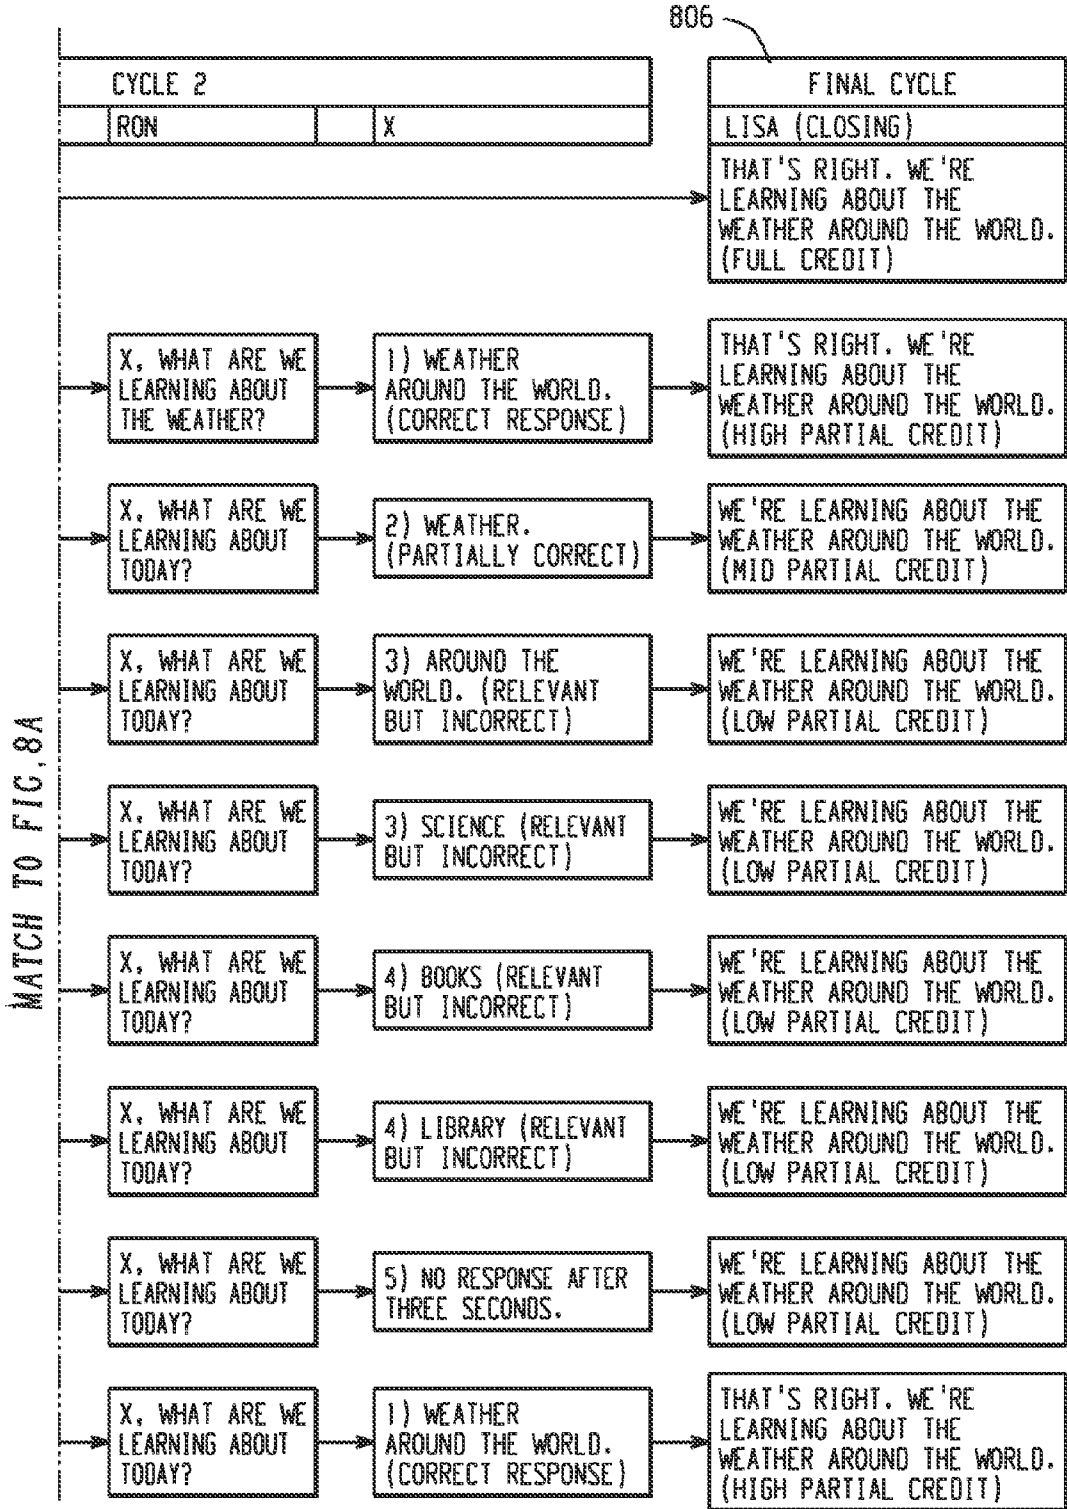 806
CYCLE 2
FINAL CYCLE
RON
X
LISA (CLOSING)
THAT'S RIGHT. WE'RE
LEARNING ABOUT THE
WEATHER AROUND THE WORLD.
(FULL CREDIT)
X, WHAT ARE WE
LEARNING ABOUT
THE WEATHER?
1) WEATHER
AROUND THE WORLD.
(CORRECT RESPONSE)
THAT'S RIGHT. WE'RE
LEARNING ABOUT THE
WEATHER AROUND THE WORLD.
(HIGH PARTIAL CREDIT)
X, WHAT ARE WE
LEARNING ABOUT
TODAY?
2) WEATHER.
(PARTIALLY CORRECT)
WE'RE LEARNING ABOUT THE
WEATHER AROUND THE WORLD.
(MID PARTIAL CREDIT)
X, WHAT ARE WE
LEARNING ABOUT
TODAY?
3) AROUND THE
WORLD. (RELEVANT
BUT INCORRECT)
WE'RE LEARNING ABOUT THE
WEATHER AROUND THE WORLD.
(LOW PARTIAL CREDIT)
MATCH TO FIG.8A
X, WHAT ARE WE
LEARNING ABOUT
TODAY?
3) SCIENCE (RELEVANT
BUT INCORRECT)
WE'RE LEARNING ABOUT THE
WEATHER AROUND THE WORLD.
(LOW PARTIAL CREDIT)
X, WHAT ARE WE
LEARNING ABOUT
TODAY?
4) BOOKS (RELEVANT
BUT INCORRECT)
WE'RE LEARNING ABOUT THE
WEATHER AROUND THE WORLD.
(LOW PARTIAL CREDIT)
X, WHAT ARE WE
LEARNING ABOUT
TODAY?
4) LIBRARY (RELEVANT
BUT INCORRECT)
WE'RE LEARNING ABOUT THE
WEATHER AROUND THE WORLD.
(LOW PARTIAL CREDIT)
X, WHAT ARE WE
LEARNING ABOUT
TODAY?
5) NO RESPONSE AFTER
THREE SECONDS.
WE'RE LEARNING ABOUT THE
WEATHER AROUND THE WORLD.
(LOW PARTIAL CREDIT)
X, WHAT ARE WE
LEARNING ABOUT
TODAY?
1) WEATHER
AROUND THE WORLD.
(CORRECT RESPONSE)
THAT'S RIGHT. WE'RE
LEARNING ABOUT THE
WEATHER AROUND THE WORLD.
(HIGH PARTIAL CREDIT)